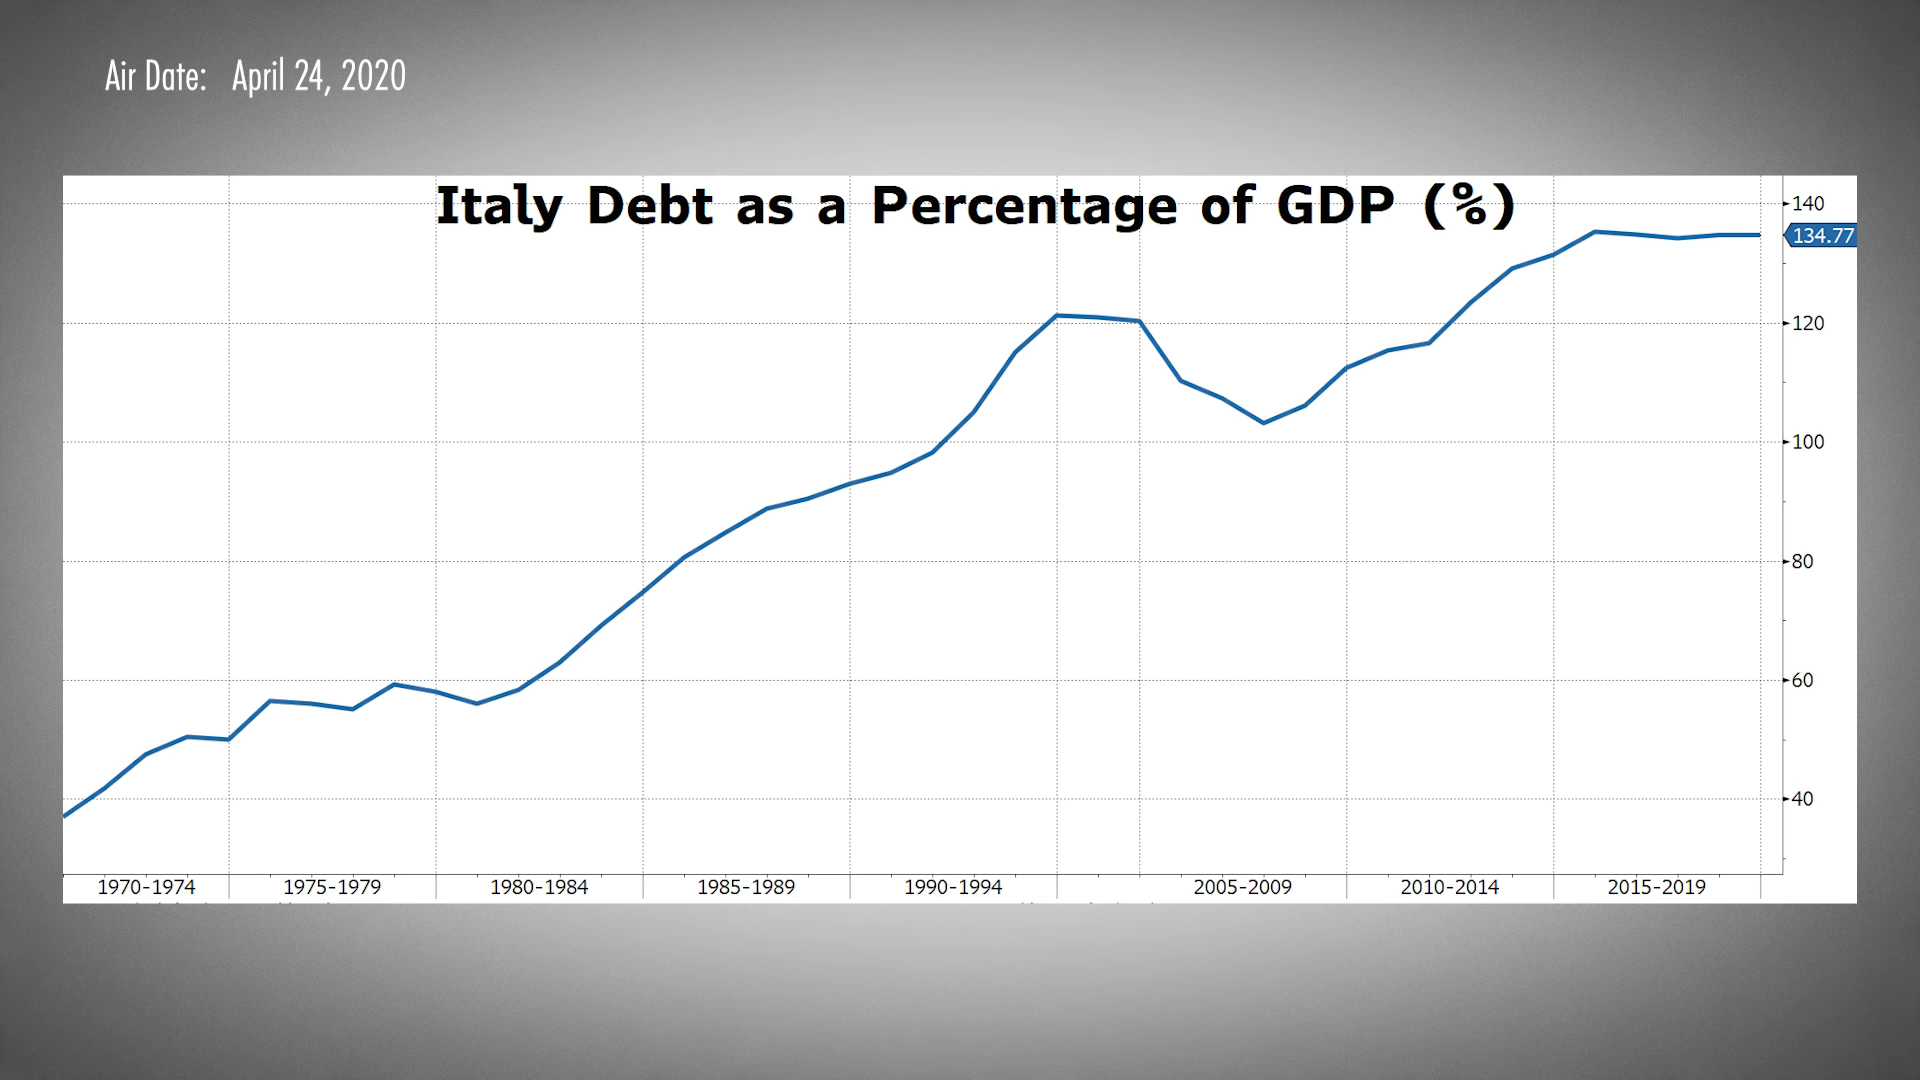 Air Date: April 24, 2020
Italy Debt as a Percentage of GDP (%)
140
134.77
120
100
80
60
40
1970-1974 1975-1979 1980-1984 1985-1989 1990-1994 2005-2009 2010-2014 2015-2019